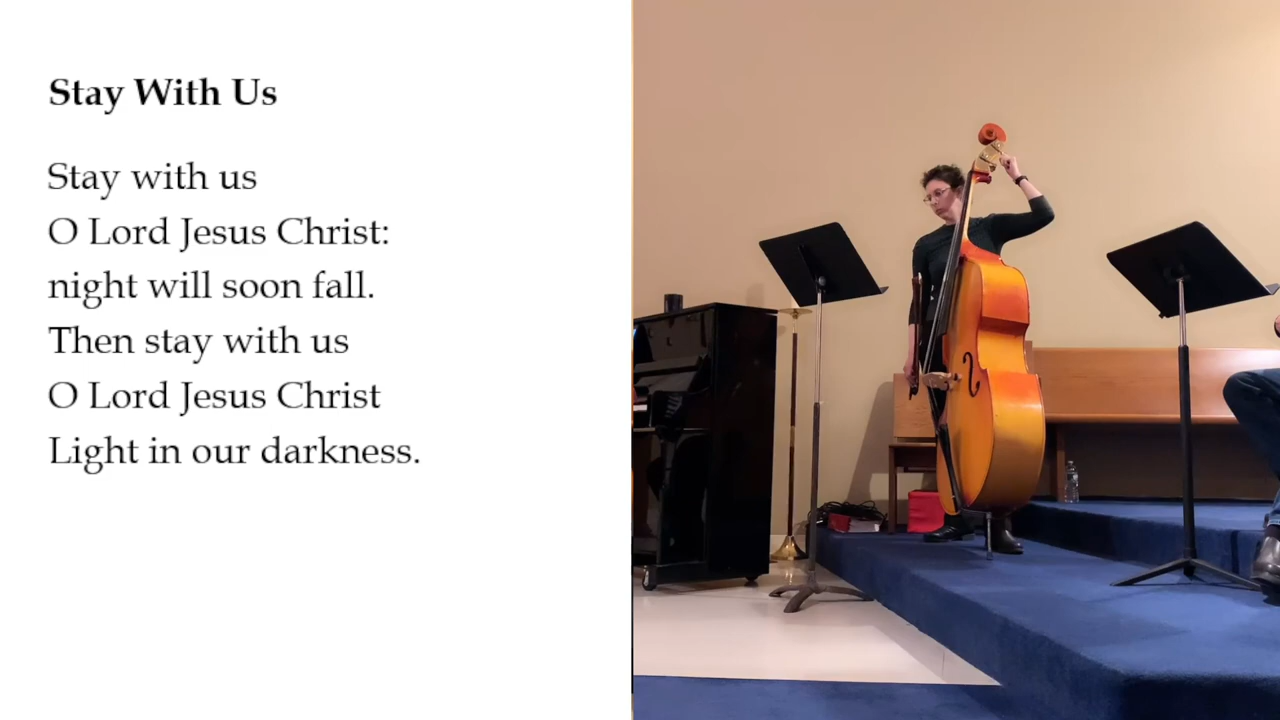 Stay With Us
Stay with us
O Lord Jesus Christ:
night will soon fall.
Then stay with us
O Lord Jesus Christ
Light in our darkness.